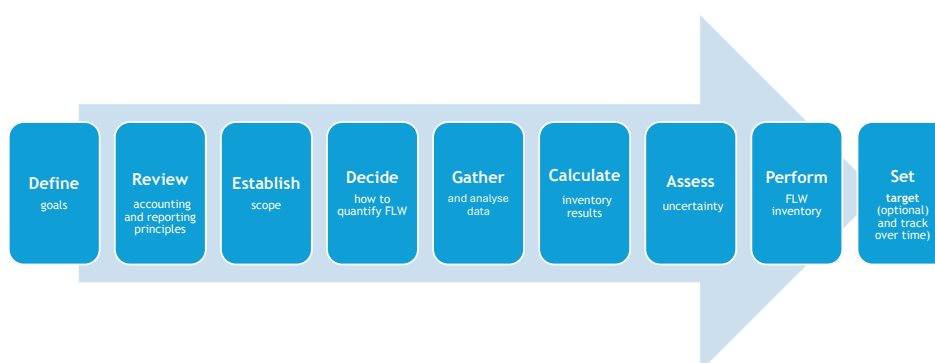 Define
goals
Review
accounting
and reporting
principles
Establish
scope
Decide
how to
quantify FLW
Gather
and analyse
data
Calculate
inventory
results
Assess
uncertainty
Perform
FLW
inventory
Set
target
(optional)
and track
over time)